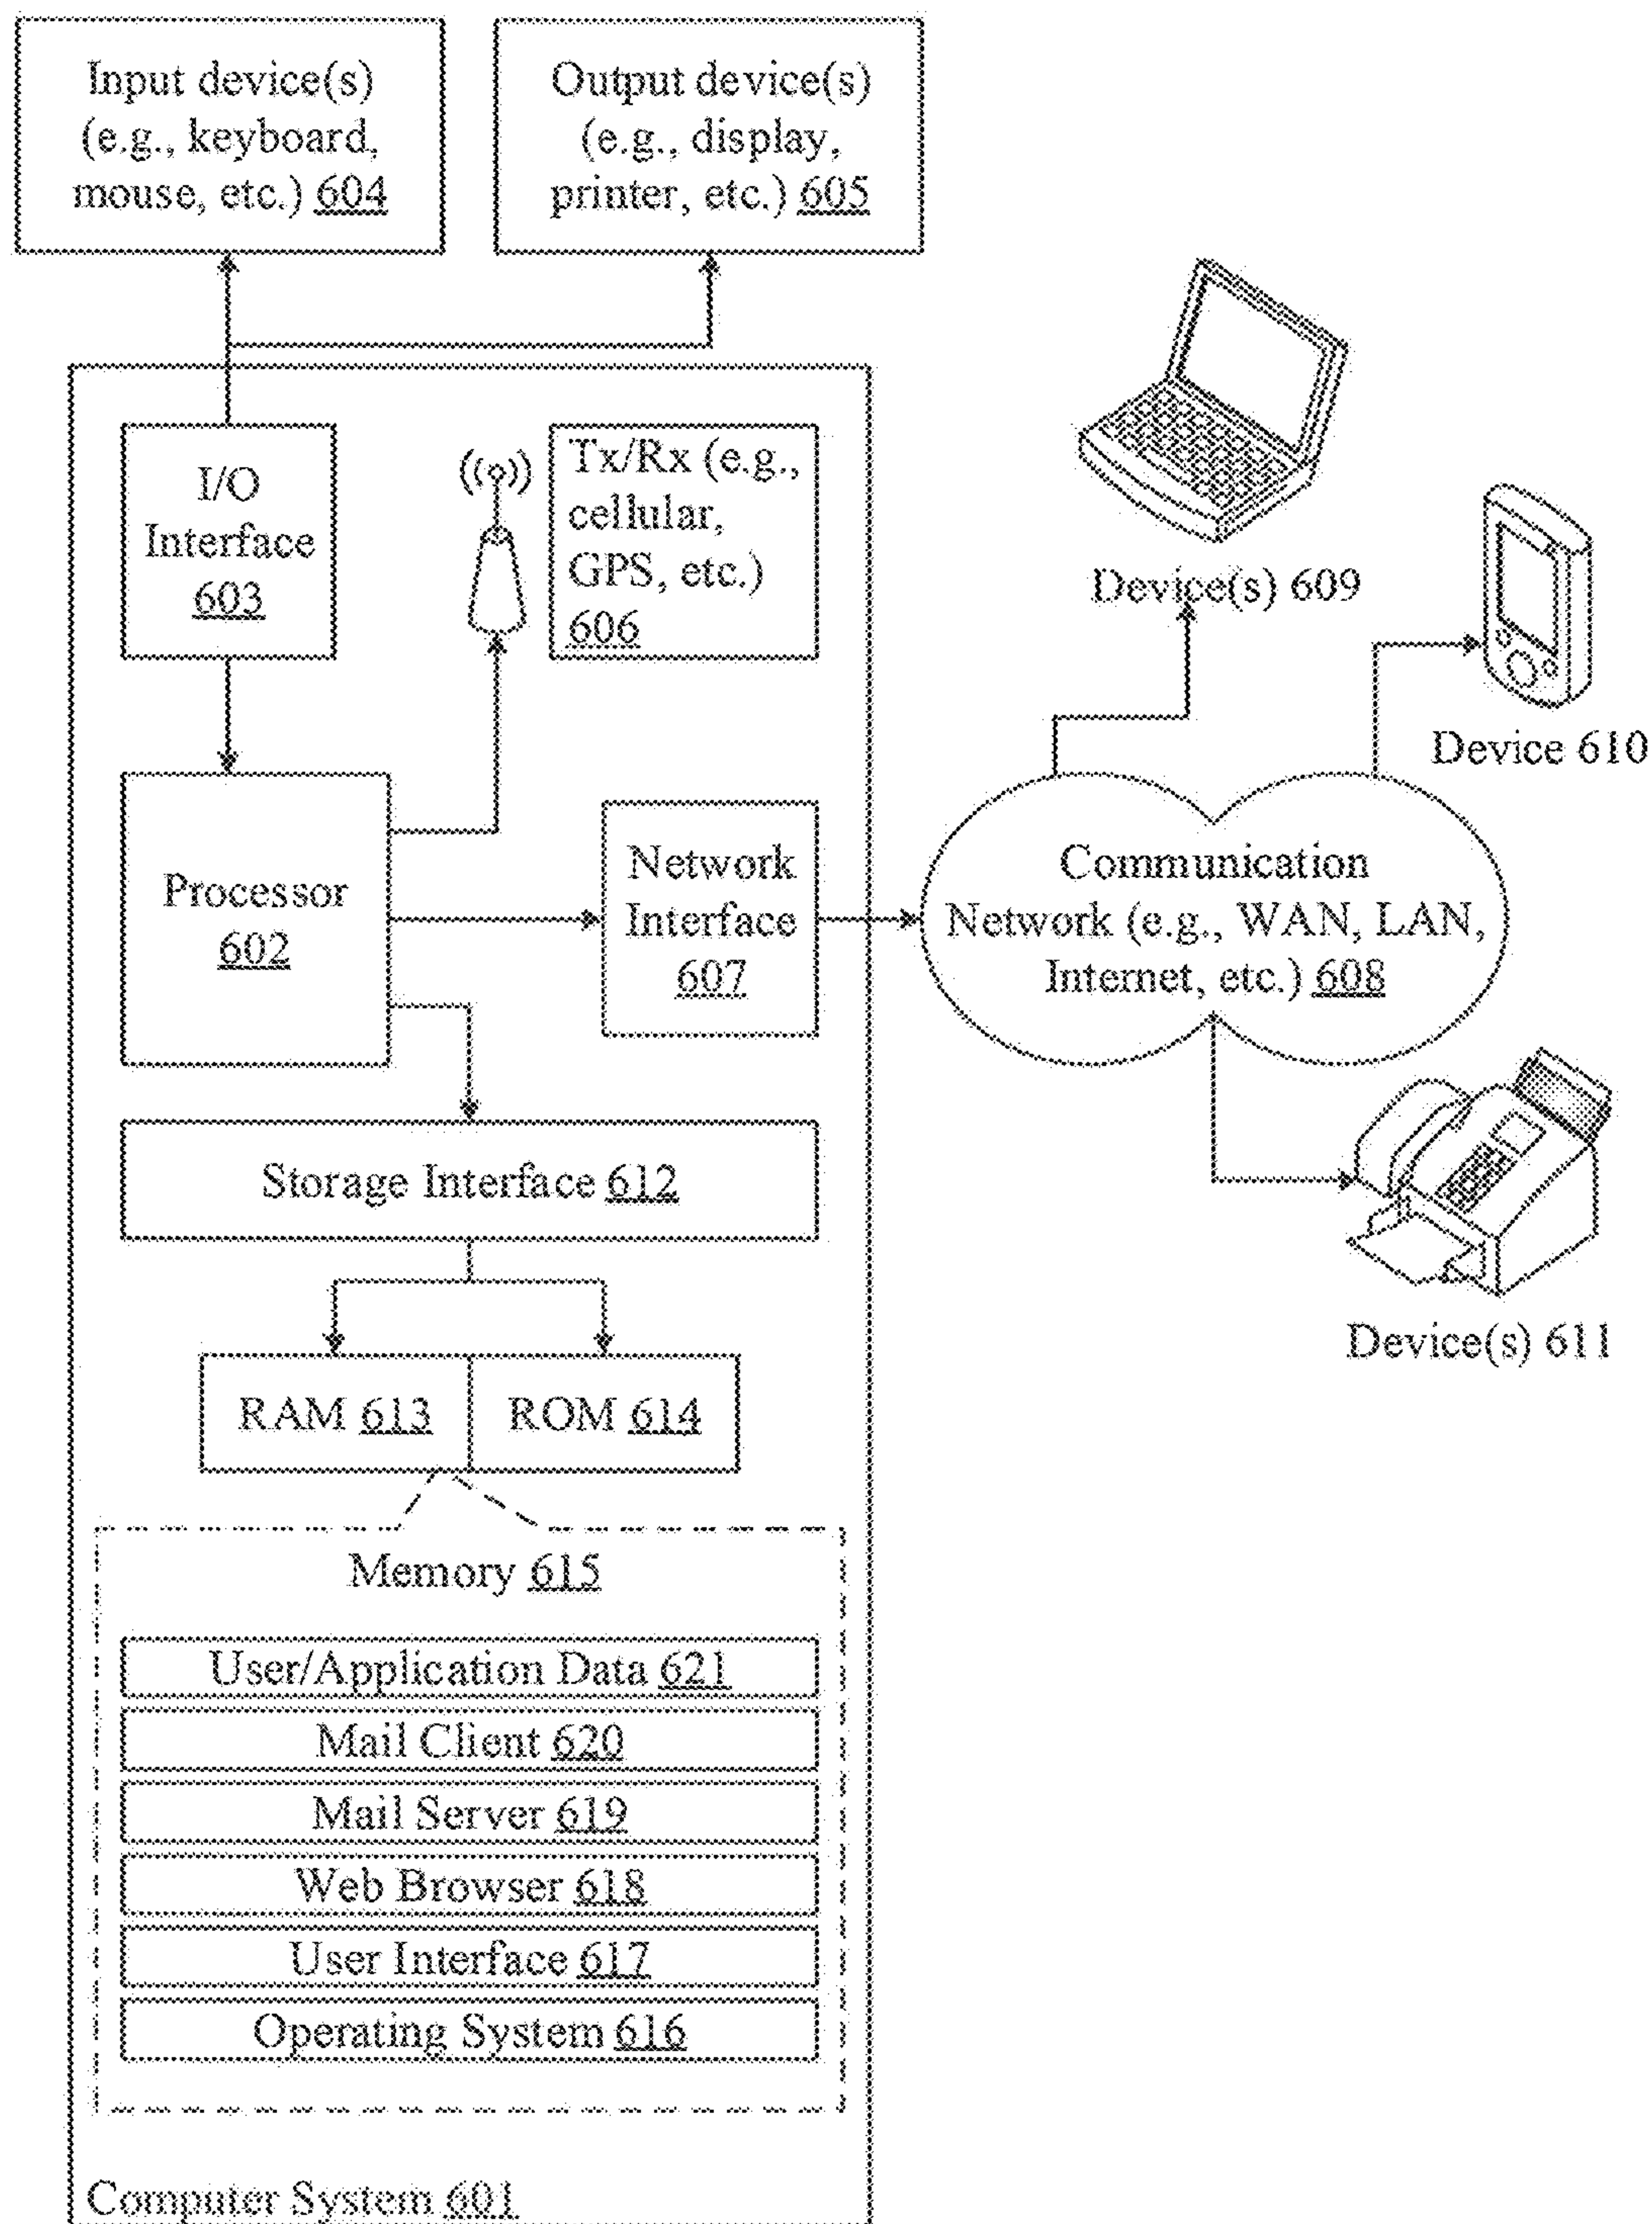 Input device(s)
(e.g., keyboard,
mouse, etc.) 604
Output device(s)
(e.g., display,
printer, etc.) 605
I/O
Interface
603
Tx/Rx (e.g.,
cellular,
GPS, etc.)
606
Device(s) 609
Device 610
Processor
602
Network
Interface
607
Communication
Network (e.g., WAN, LAN,
Internet, etc.) 608
Storage Interface 612
Device(s) 611
RAM 613
ROM 614
Memory 615
User/Application Data 621
Mail Client 620
Mail Server 619
Web Browser 618
User Interface 617
Operating System 616
Computer System 601